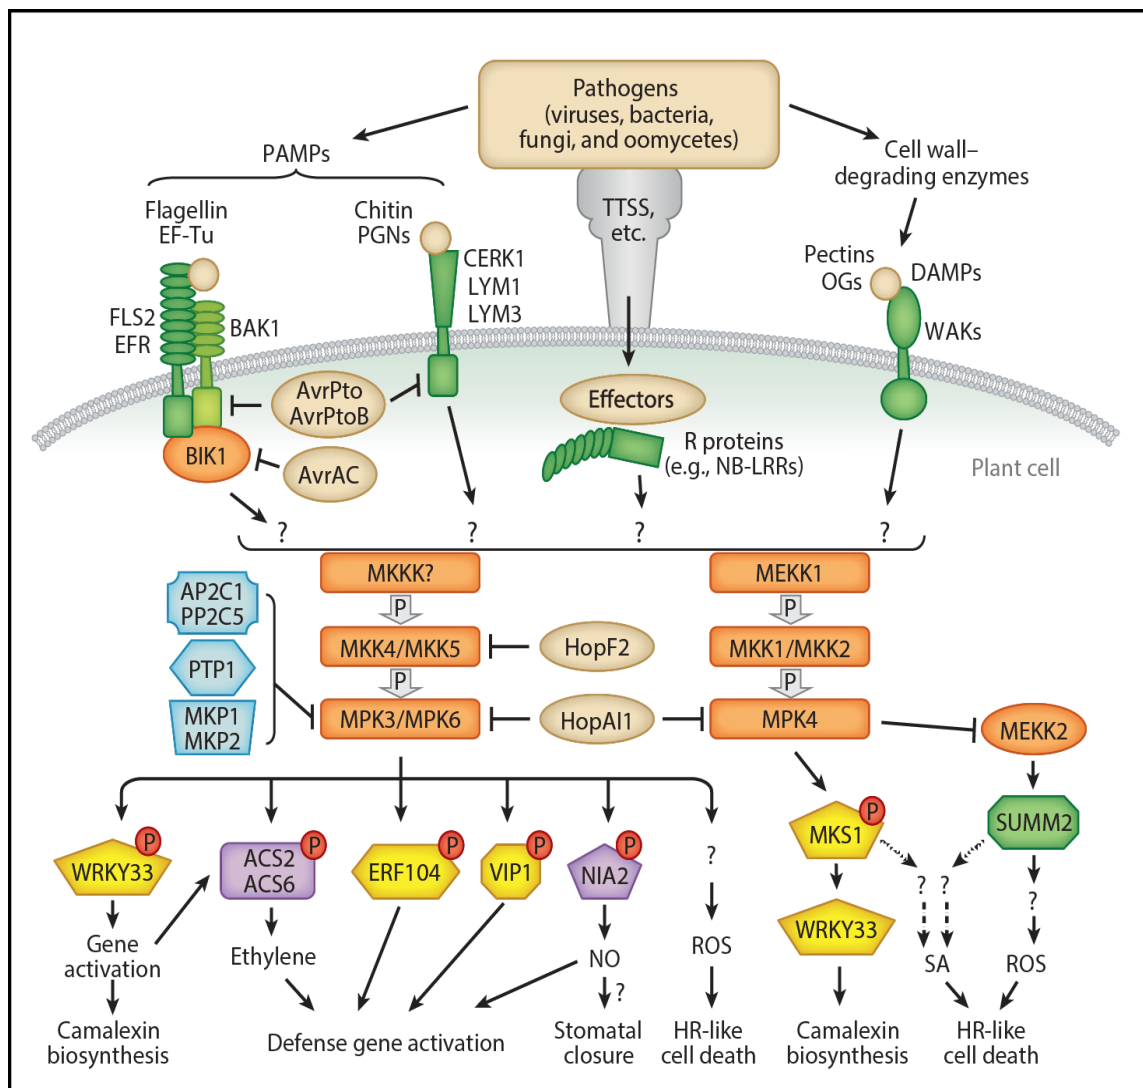 Pathogens
(viruses, bacteria,
fungi, and oomycetes)
PAMPs
Cell wall–
degrading enzymes
Flagellin
EF-Tu
Chitin
PGNs
TTSS,
etc.
CERK1
LYM1
LYM3
Pectins
OGs
DAMPs
WAKs
FLS2
EFR
BAK1
AvrPto
AvrPtoB
Effectors
BIK1
AvrAC
R proteins
(e.g., NB-LRRs)
Plant cell
?
?
?
?
MKKK?
MEKK1
AP2C1
PP2C5
P
P
MKK4/MKK5
HopF2
MKK1/MKK2
PTP1
P
P
MKP1
MKP2
MPK3/MPK6
HopAI1
MPK4
MEKK2
P
WRKY33
P
ACS2
ACS6
P
ERF104
P
VIP1
P
NIA2
?
P
MKS1
SUMM2
?
?
?
WRKY33
Gene
activation
Ethylene
NO
ROS
SA
ROS
?
Camalexin
biosynthesis
Defense gene activation
Stomatal
closure
HR-like
cell death
Camalexin
biosynthesis
HR-like
cell death